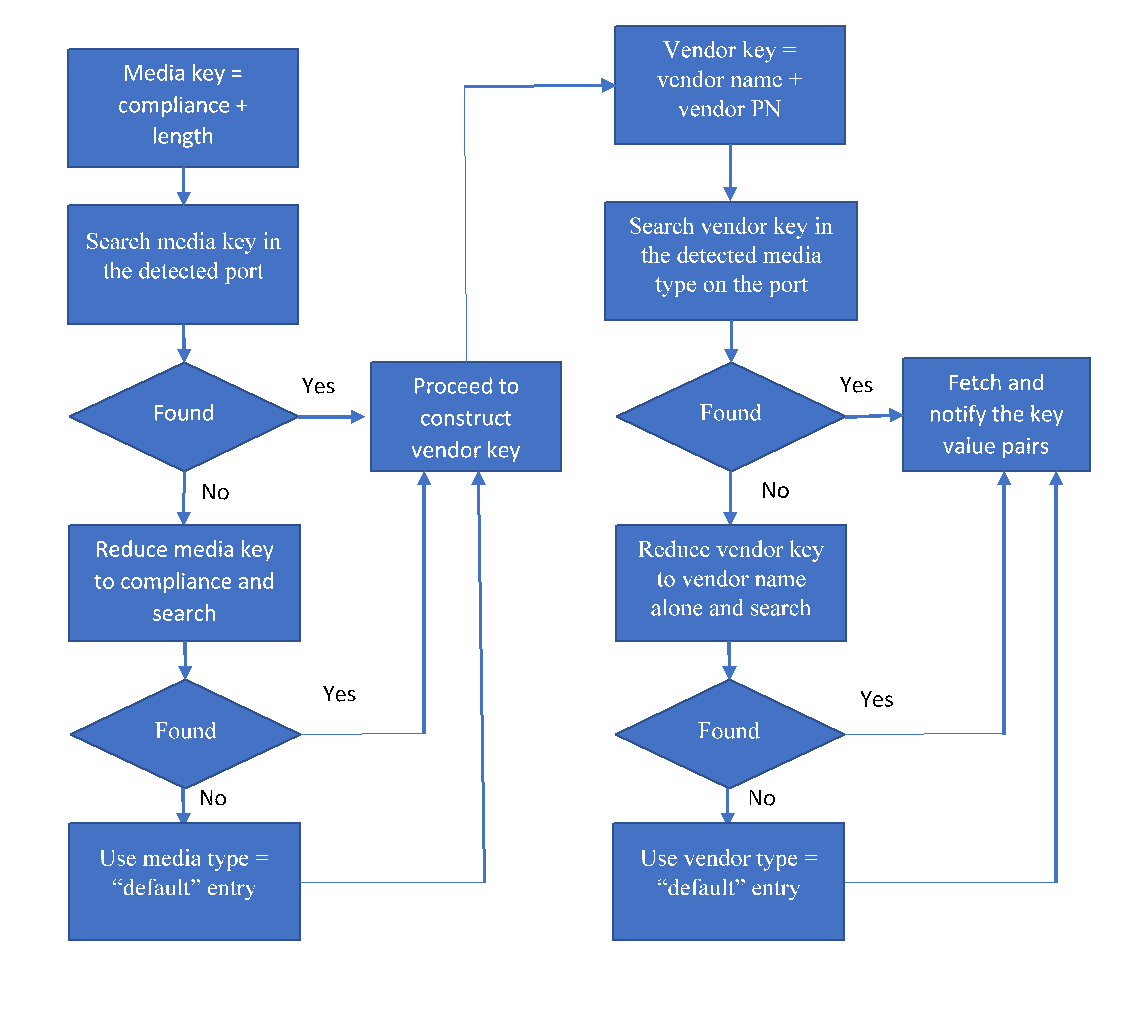 Media key =
compliance +
length
Search media key in
the detected port
Found
Yes
Proceed to
construct
vendor key
No
Reduce media key
to compliance and
search
Found
Yes
No
Use media type =
“default” entry
Vendor key =
vendor name +
vendor PN
Search vendor key in
the detected media
type on the port
Found
Yes
Fetch and
notify the key
value pairs
No
Reduce vendor key
to vendor name
alone and search
Found
Yes
No
Use vendor type =
“default” entry